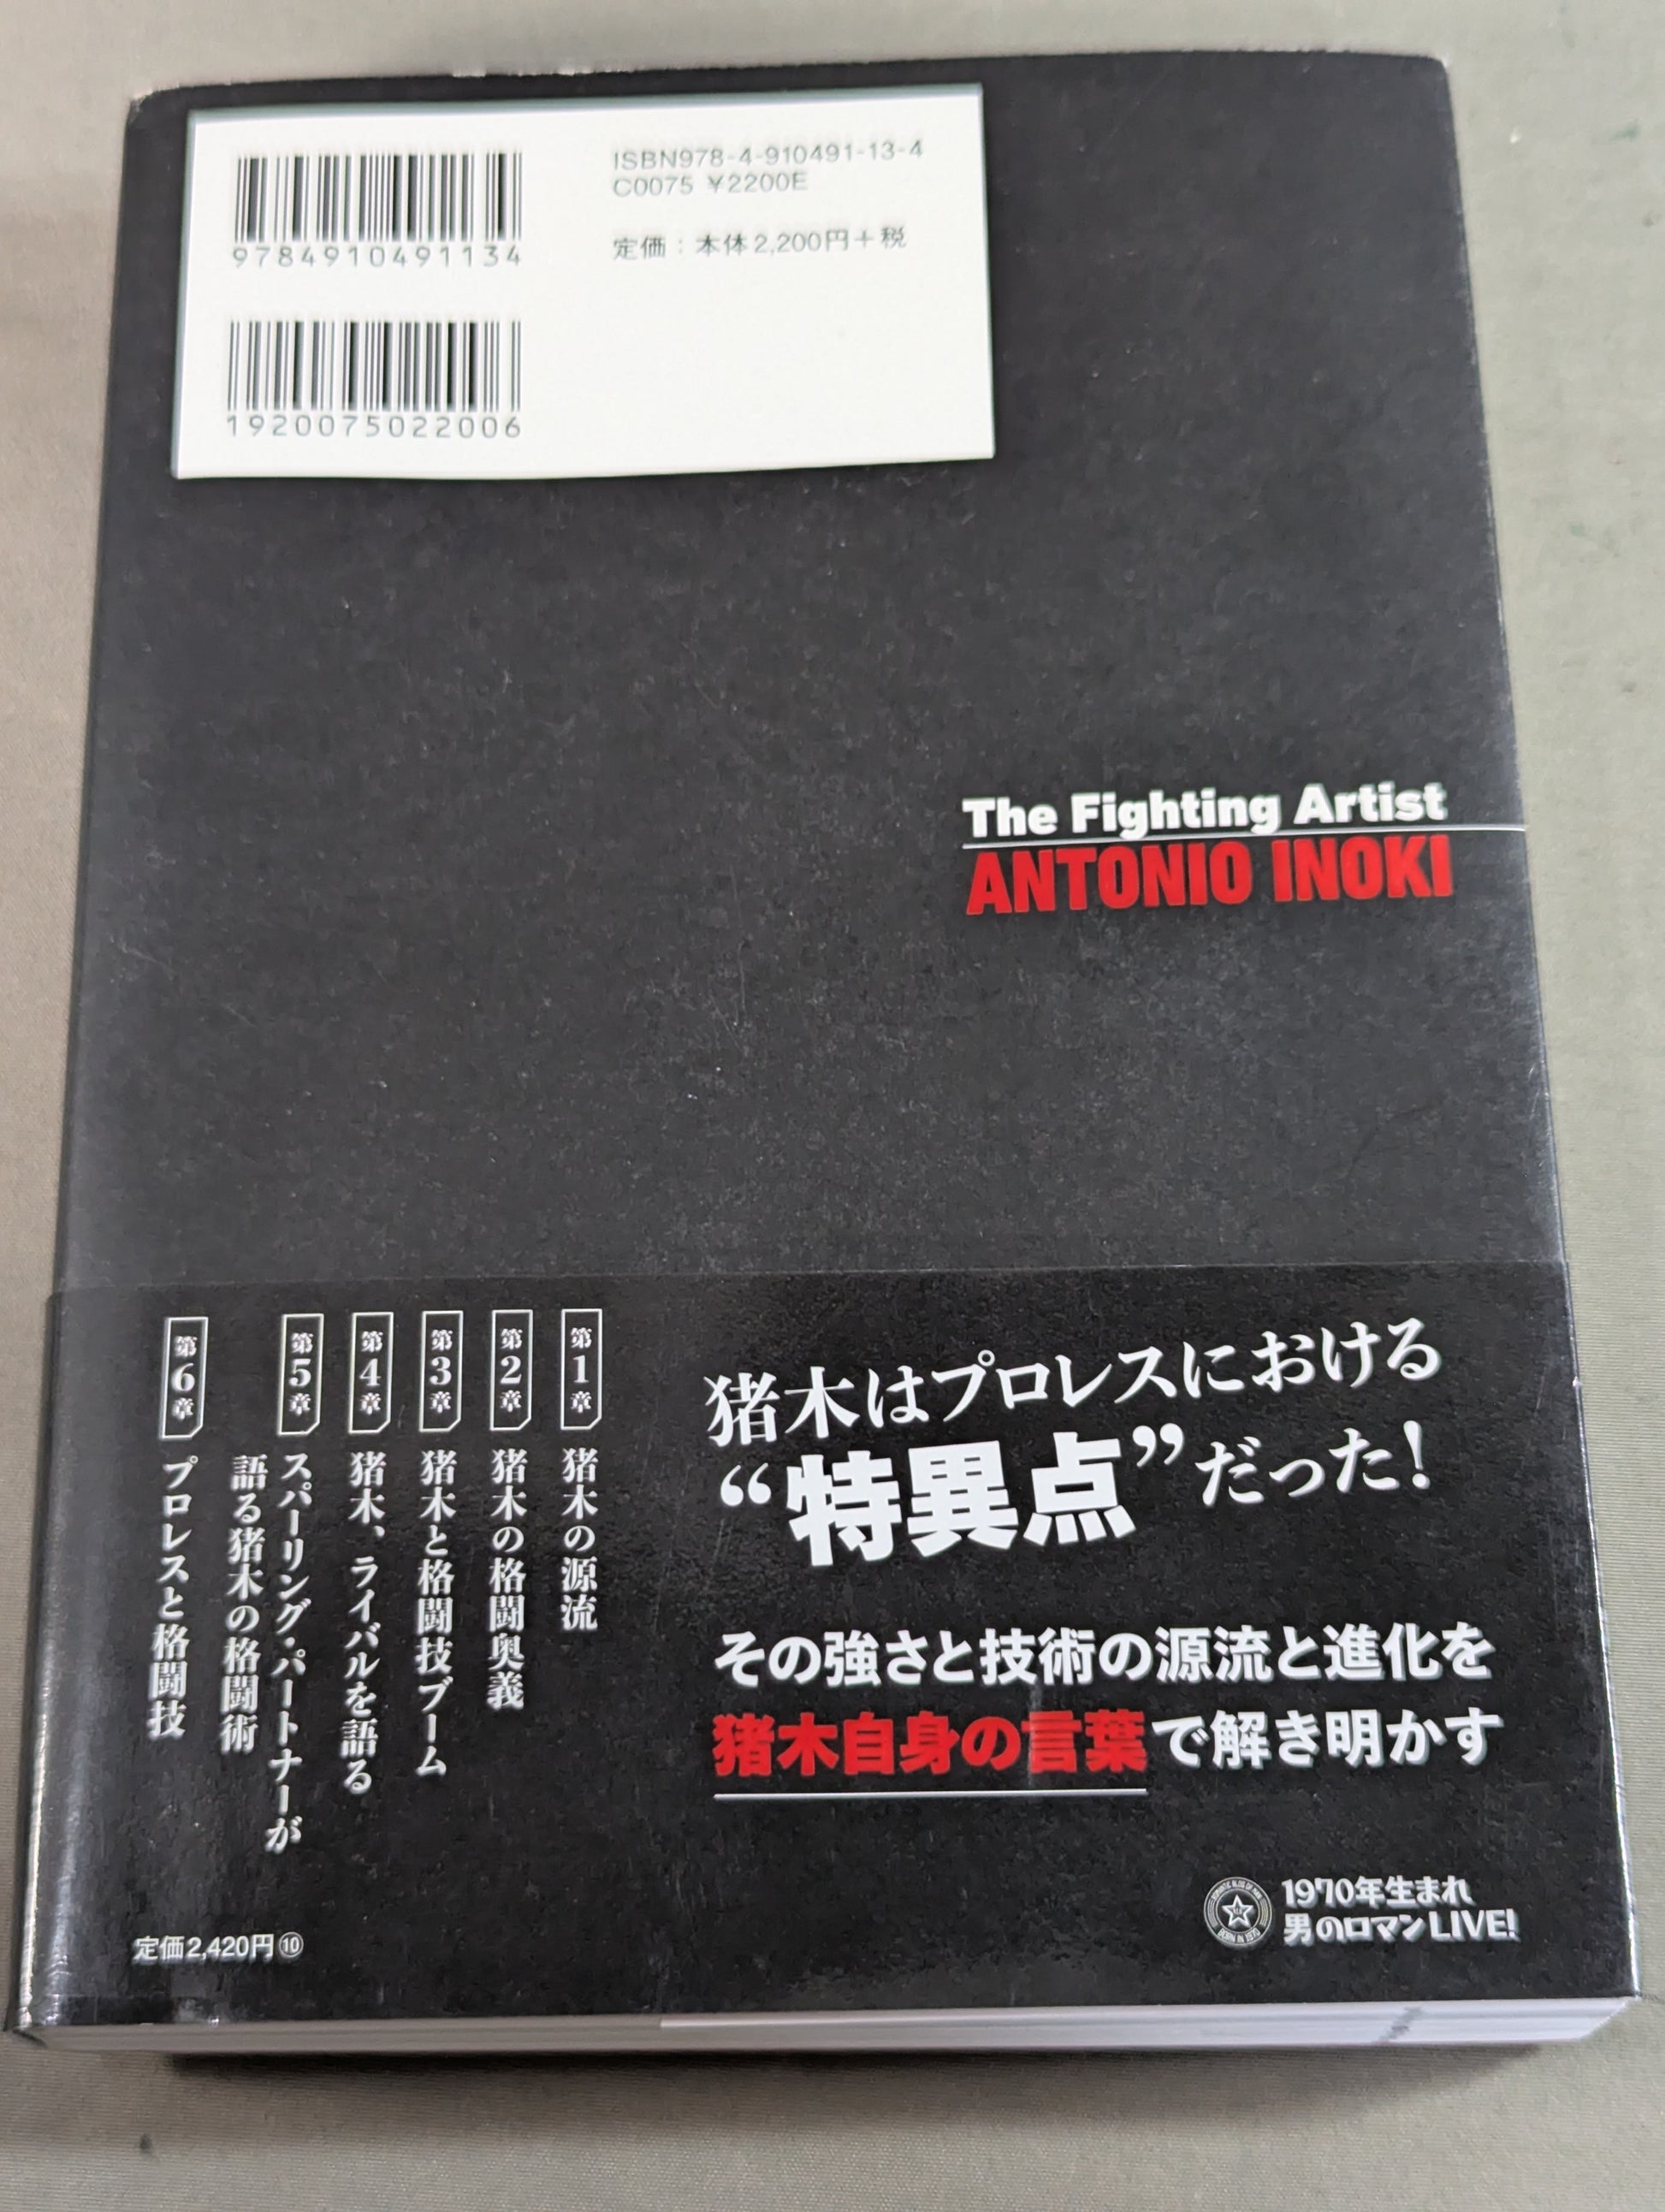 ISBN978-4-910491-13-4
C0075 ¥2200E
定価：本体2,200円＋税
9784910491134
1920075022006
The Fighting Artist
ANTONIO INOKI
猪木はプロレスにおける
“特異点”だった！
その強さと技術の源流と進化を
猪木自身の言葉で解き明かす
第1章 猪木の源流
第2章 猪木の格闘奥義
第3章 猪木と格闘技ブーム
第4章 猪木、ライバルを語る
第5章 スパーリング・パートナーが
語る猪木の格闘術
第6章 プロレスと格闘技
1970年生まれ
男のロマンLIVE!
定価2,420円⑩